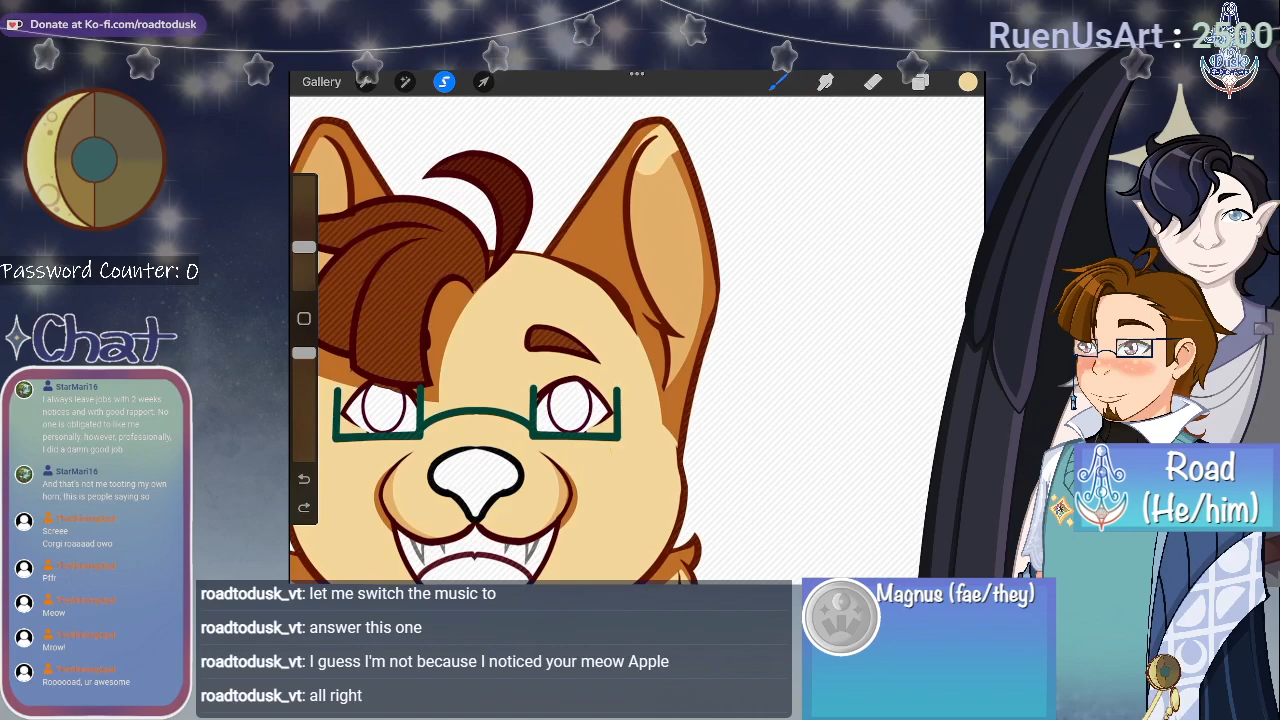 Donate at Ko-fi.com/roadtodusk
RuenUsArt : 2500
Gallery
Password Counter: 0
Chat
StarMari16
I always leave jobs with 2 weeks
notices and with good rapport. No
one is obligated to like me
personally, however, professionally,
I did a damn good job
StarMari16
And that's not me tooting my own
horn, this is people saying so
Screee
Corgi roaaaad owo
Pffr
Meow
Mrow!
Roooooad, ur awesome
roadtodusk_vt: let me switch the music to
roadtodusk_vt: answer this one
roadtodusk_vt: I guess I'm not because I noticed your meow Apple
roadtodusk_vt: all right
Magnus (fae/they)
Road
(He/him)